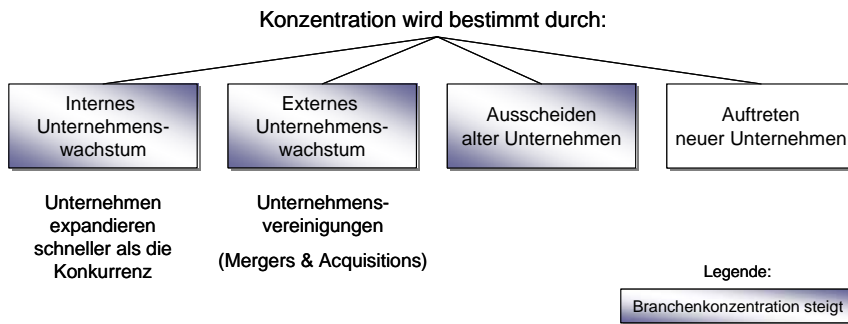 Konzentration wird bestimmt durch:
Internes
Unternehmens-
wachstum
Externes
Unternehmens-
wachstum
Ausscheiden
alter Unternehmen
Auftreten
neuer Unternehmen
Unternehmen
expandieren
schneller als die
Konkurrenz
Unternehmens-
vereinigungen
(Mergers & Acquisitions)
Legende:
Branchenkonzentration steigt